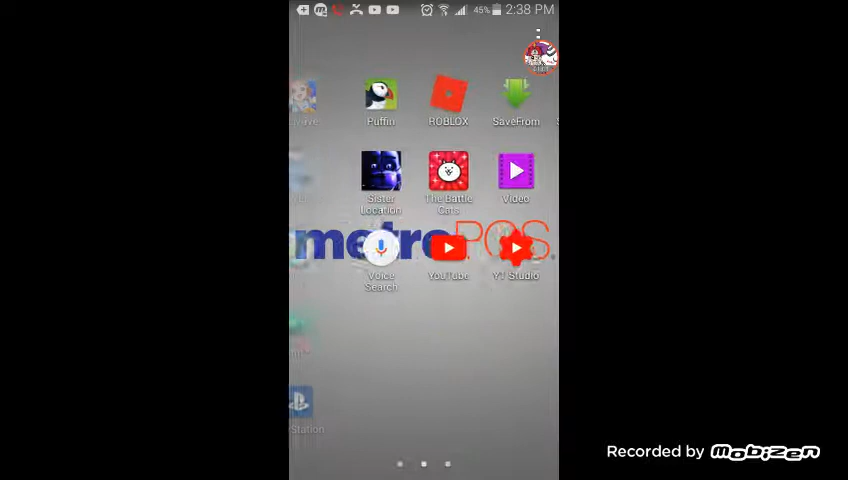 45% 2:38 PM
Puffin
ROBLOX
SaveFrom
Sister
Location
The Battle
Cats
Video
metroPCS.
Voice
Search
YouTube
YT Studio
Recorded by Mobizen